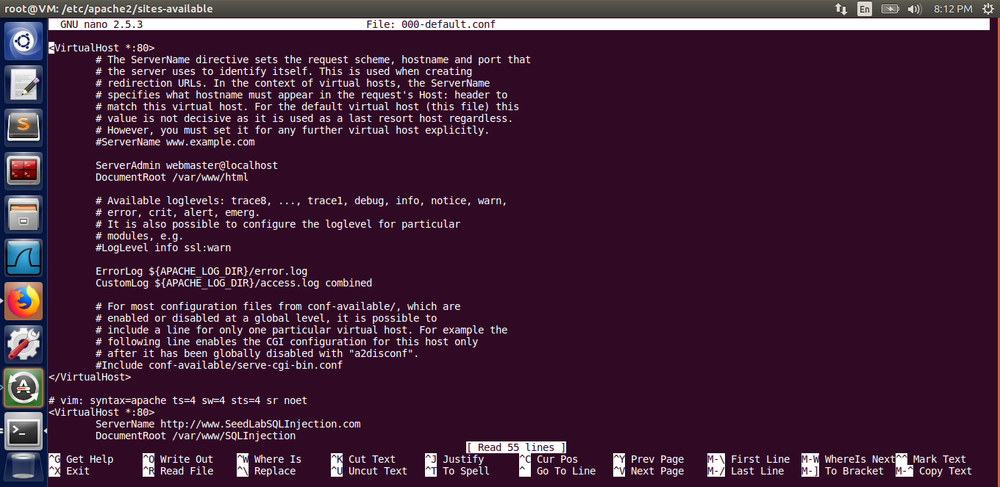 root@VM: /etc/apache2/sites-available En 8:12 PM
GNU nano 2.5.3 File: 000-default.conf
<VirtualHost *:80>
# The ServerName directive sets the request scheme, hostname and port that
# the server uses to identify itself. This is used when creating
# redirection URLs. In the context of virtual hosts, the ServerName
# specifies what hostname must appear in the request's Host: header to
# match this virtual host. For the default virtual host (this file) this
# value is not decisive as it is used as a last resort host regardless.
# However, you must set it for any further virtual host explicitly.
#ServerName www.example.com
ServerAdmin webmaster@localhost
DocumentRoot /var/www/html
# Available loglevels: trace8, ..., trace1, debug, info, notice, warn,
# error, crit, alert, emerg.
# It is also possible to configure the loglevel for particular
# modules, e.g.
#LogLevel info ssl:warn
ErrorLog ${APACHE_LOG_DIR}/error.log
CustomLog ${APACHE_LOG_DIR}/access.log combined
# For most configuration files from conf-available/, which are
# enabled or disabled at a global level, it is possible to
# include a line for only one particular virtual host. For example the
# following line enables the CGI configuration for this host only
# after it has been globally disabled with "a2disconf".
#Include conf-available/serve-cgi-bin.conf
</VirtualHost>
# vim: syntax=apache ts=4 sw=4 sts=4 sr noet
<VirtualHost *:80>
ServerName http://www.SeedLabSQLInjection.com
DocumentRoot /var/www/SQLInjection
[ Read 55 lines ]
^G Get Help ^O Write Out ^W Where Is ^K Cut Text ^J Justify ^C Cur Pos ^Y Prev Page M-\ First Line M-W WhereIs Next ^^ Mark Text
^X Exit ^R Read File ^\ Replace ^U Uncut Text ^T To Spell ^_ Go To Line ^V Next Page M-/ Last Line M-] To Bracket M-^ Copy Text